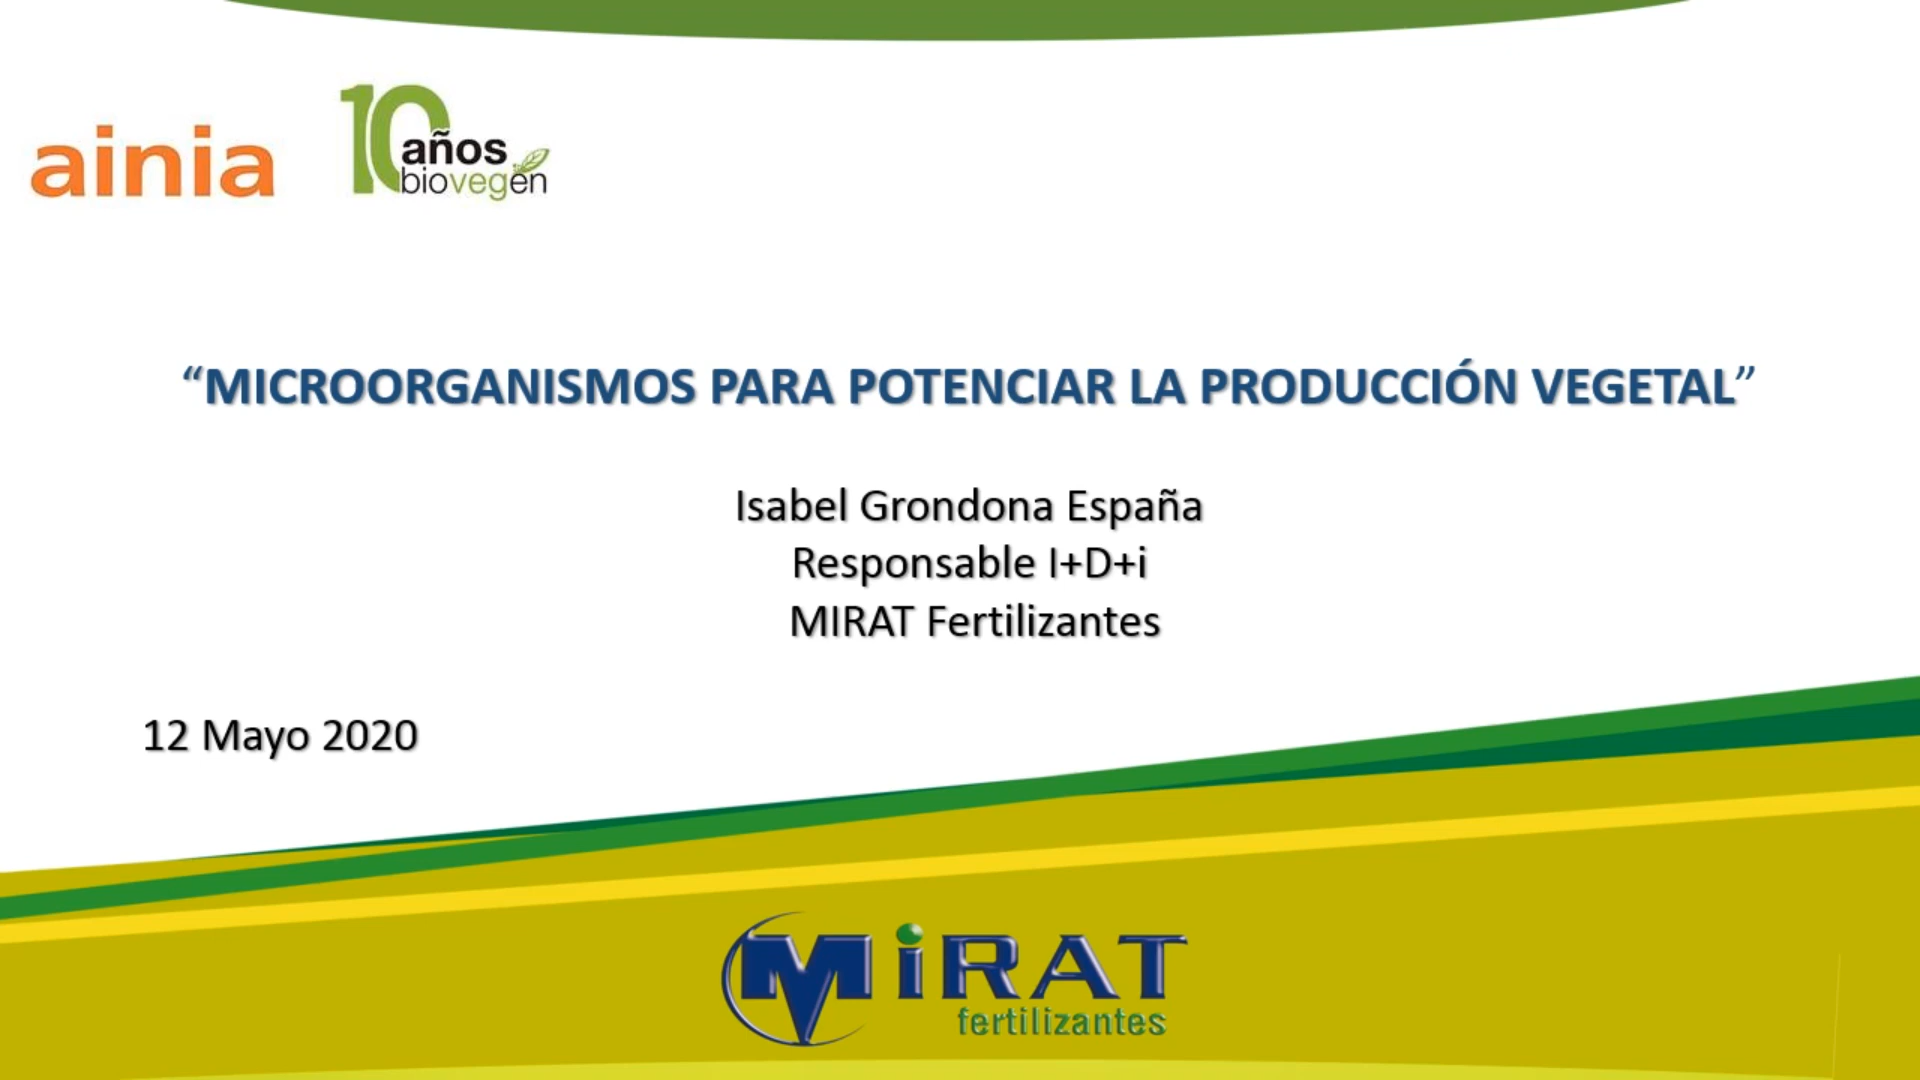 ainia
10
años
biovegen
“MICROORGANISMOS PARA POTENCIAR LA PRODUCCIÓN VEGETAL”
Isabel Grondona España
Responsable I+D+i
MIRAT Fertilizantes
12 Mayo 2020
MiRAT
fertilizantes